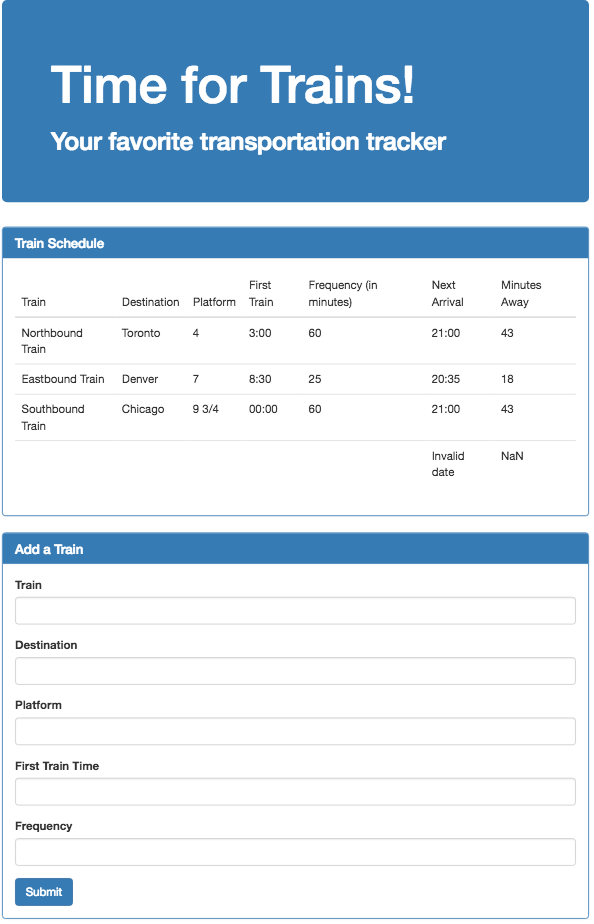 Time for Trains!
Your favorite transportation tracker
Train Schedule
Train Destination Platform First Train Frequency (in minutes) Next Arrival Minutes Away
Northbound Train Toronto 4 3:00 60 21:00 43
Eastbound Train Denver 7 8:30 25 20:35 18
Southbound Train Chicago 9 3/4 00:00 60 21:00 43
Invalid date NaN
Add a Train
Train
Destination
Platform
First Train Time
Frequency
Submit